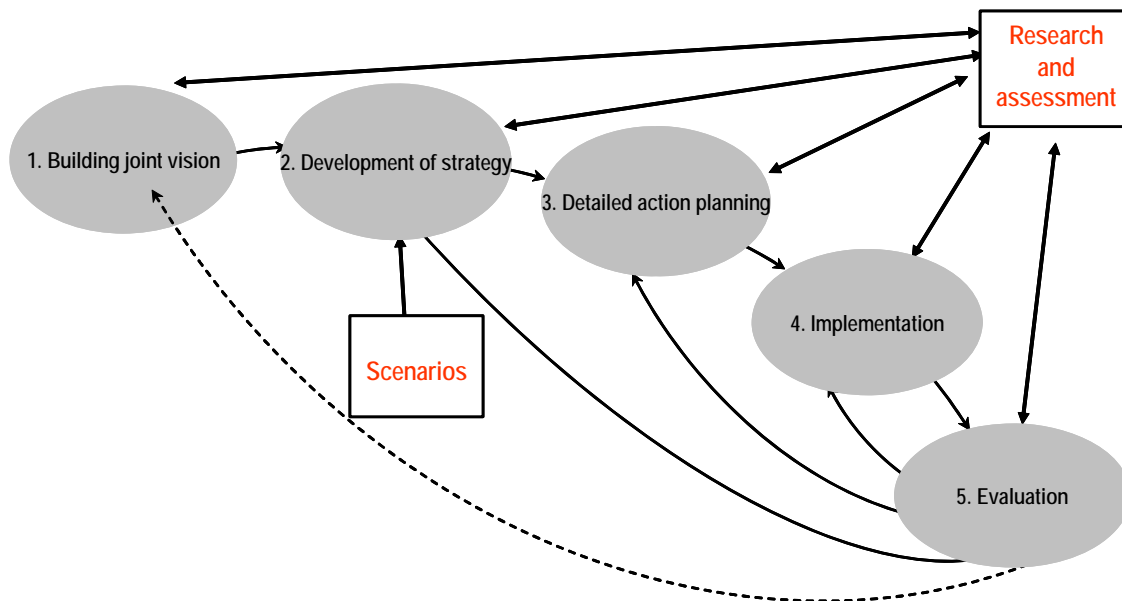 Research
and
assessment
1. Building joint vision
2. Development of strategy
3. Detailed action planning
4. Implementation
Scenarios
5. Evaluation